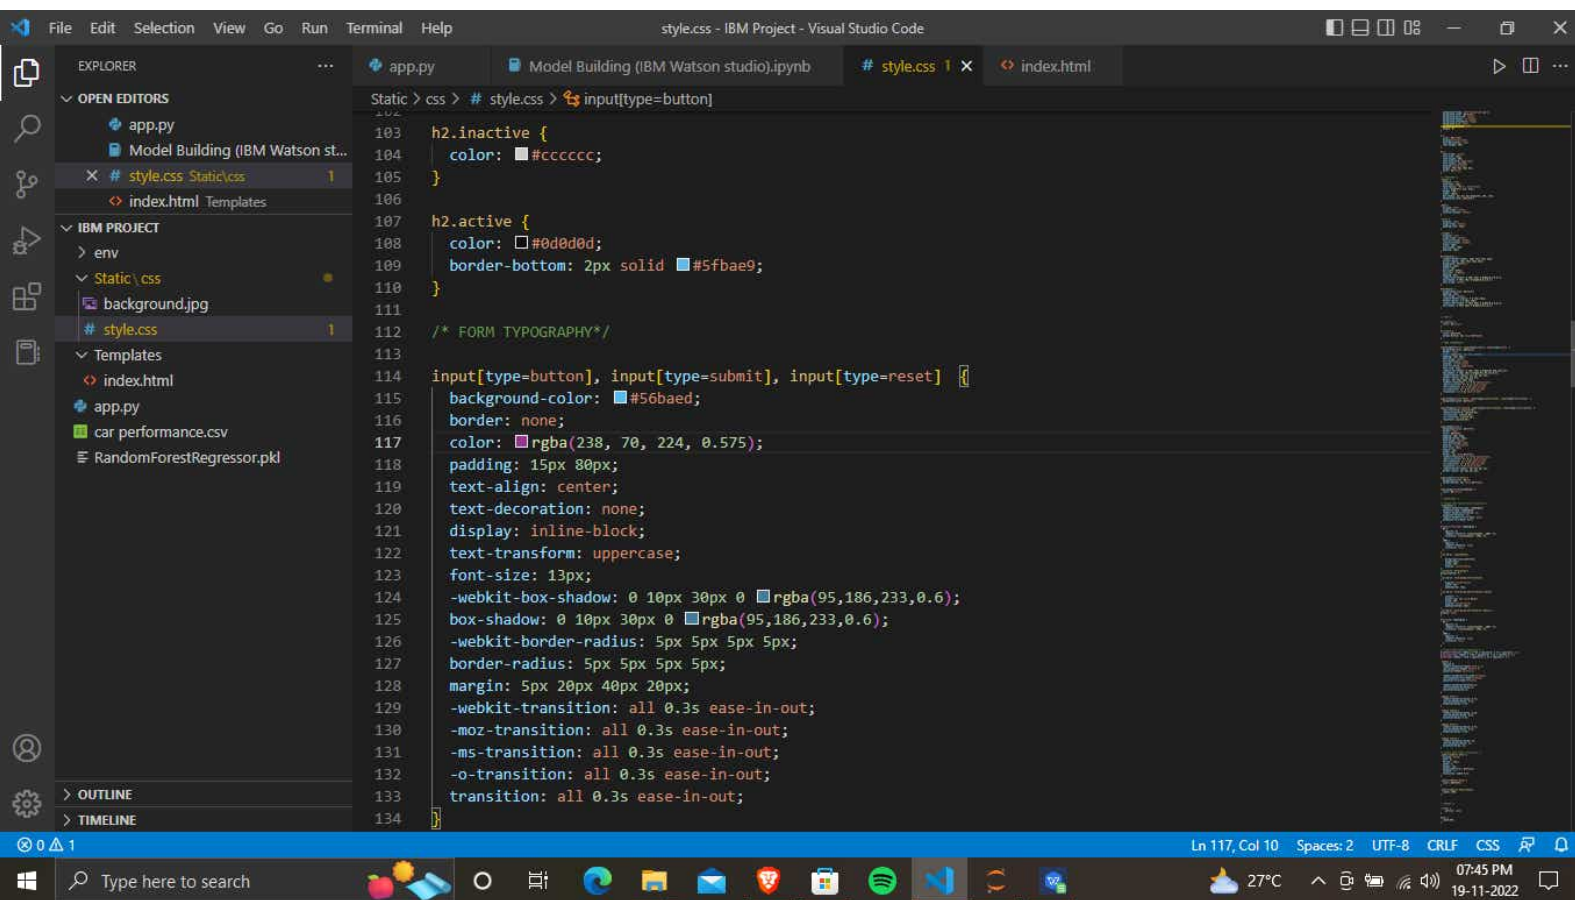 File Edit Selection View Go Run Terminal Help style.css - IBM Project - Visual Studio Code
EXPLORER
app.py Model Building (IBM Watson studio).ipynb # style.css 1 index.html
OPEN EDITORS
app.py
Model Building (IBM Watson st...
# style.css Static\css 1
index.html Templates
IBM PROJECT
env
Static \ css
background.jpg
# style.css 1
Templates
index.html
app.py
car performance.csv
RandomForestRegressor.pkl
OUTLINE
TIMELINE
Static > css > # style.css > input[type=button]
102
103 h2.inactive {
104 color: #cccccc;
105 }
106
107 h2.active {
108 color: #0d0d0d;
109 border-bottom: 2px solid #5fbae9;
110 }
111
112 /* FORM TYPOGRAPHY*/
113
114 input[type=button], input[type=submit], input[type=reset] {
115 background-color: #56baed;
116 border: none;
117 color: rgba(238, 70, 224, 0.575);
118 padding: 15px 80px;
119 text-align: center;
120 text-decoration: none;
121 display: inline-block;
122 text-transform: uppercase;
123 font-size: 13px;
124 -webkit-box-shadow: 0 10px 30px 0 rgba(95,186,233,0.6);
125 box-shadow: 0 10px 30px 0 rgba(95,186,233,0.6);
126 -webkit-border-radius: 5px 5px 5px 5px;
127 border-radius: 5px 5px 5px 5px;
128 margin: 5px 20px 40px 20px;
129 -webkit-transition: all 0.3s ease-in-out;
130 -moz-transition: all 0.3s ease-in-out;
131 -ms-transition: all 0.3s ease-in-out;
132 -o-transition: all 0.3s ease-in-out;
133 transition: all 0.3s ease-in-out;
134 }
0 1 Ln 117, Col 10 Spaces: 2 UTF-8 CRLF CSS
Type here to search 27°C 07:45 PM
19-11-2022